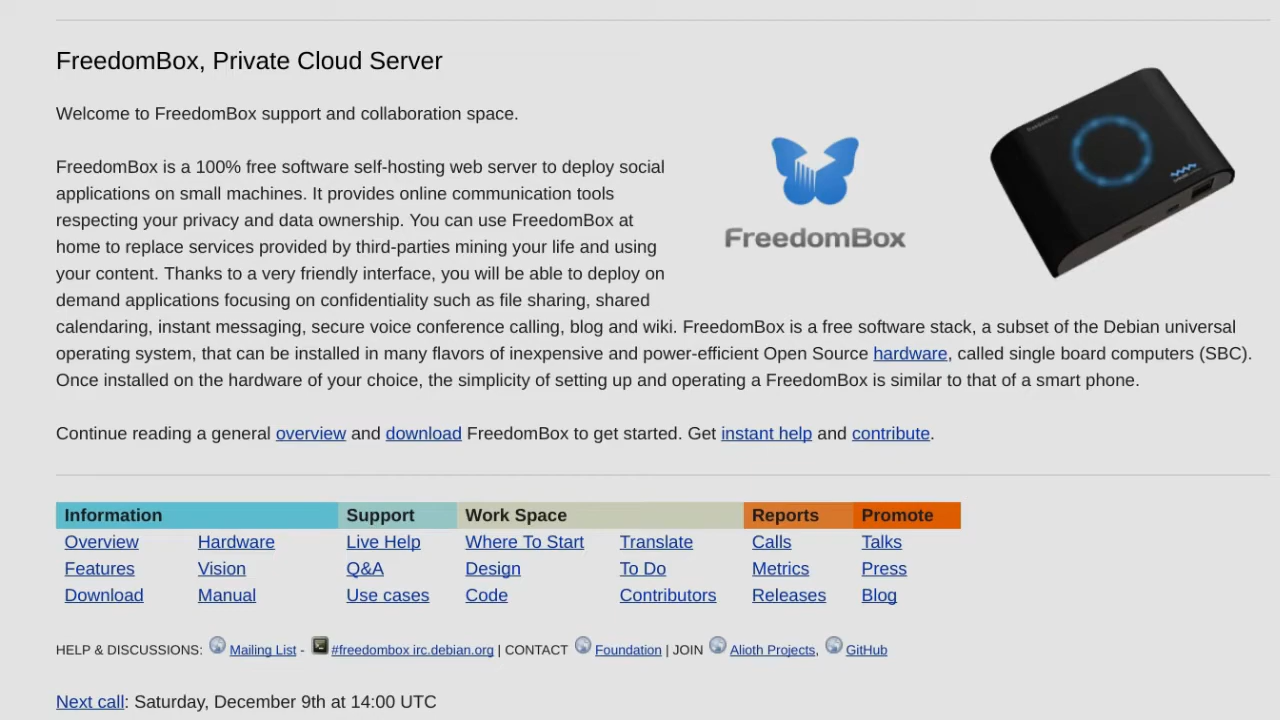 FreedomBox, Private Cloud Server
Welcome to FreedomBox support and collaboration space.
FreedomBox is a 100% free software self-hosting web server to deploy social
applications on small machines. It provides online communication tools
respecting your privacy and data ownership. You can use FreedomBox at
home to replace services provided by third-parties mining your life and using
your content. Thanks to a very friendly interface, you will be able to deploy on
demand applications focusing on confidentiality such as file sharing, shared
calendaring, instant messaging, secure voice conference calling, blog and wiki. FreedomBox is a free software stack, a subset of the Debian universal
operating system, that can be installed in many flavors of inexpensive and power-efficient Open Source hardware, called single board computers (SBC).
Once installed on the hardware of your choice, the simplicity of setting up and operating a FreedomBox is similar to that of a smart phone.
FreedomBox
Continue reading a general overview and download FreedomBox to get started. Get instant help and contribute.
Information Support Work Space Reports Promote
Overview Hardware Live Help Where To Start Translate Calls Talks
Features Vision Q&A Design To Do Metrics Press
Download Manual Use cases Code Contributors Releases Blog
HELP & DISCUSSIONS: Mailing List - #freedombox irc.debian.org | CONTACT Foundation | JOIN Alioth Projects, GitHub
Next call: Saturday, December 9th at 14:00 UTC